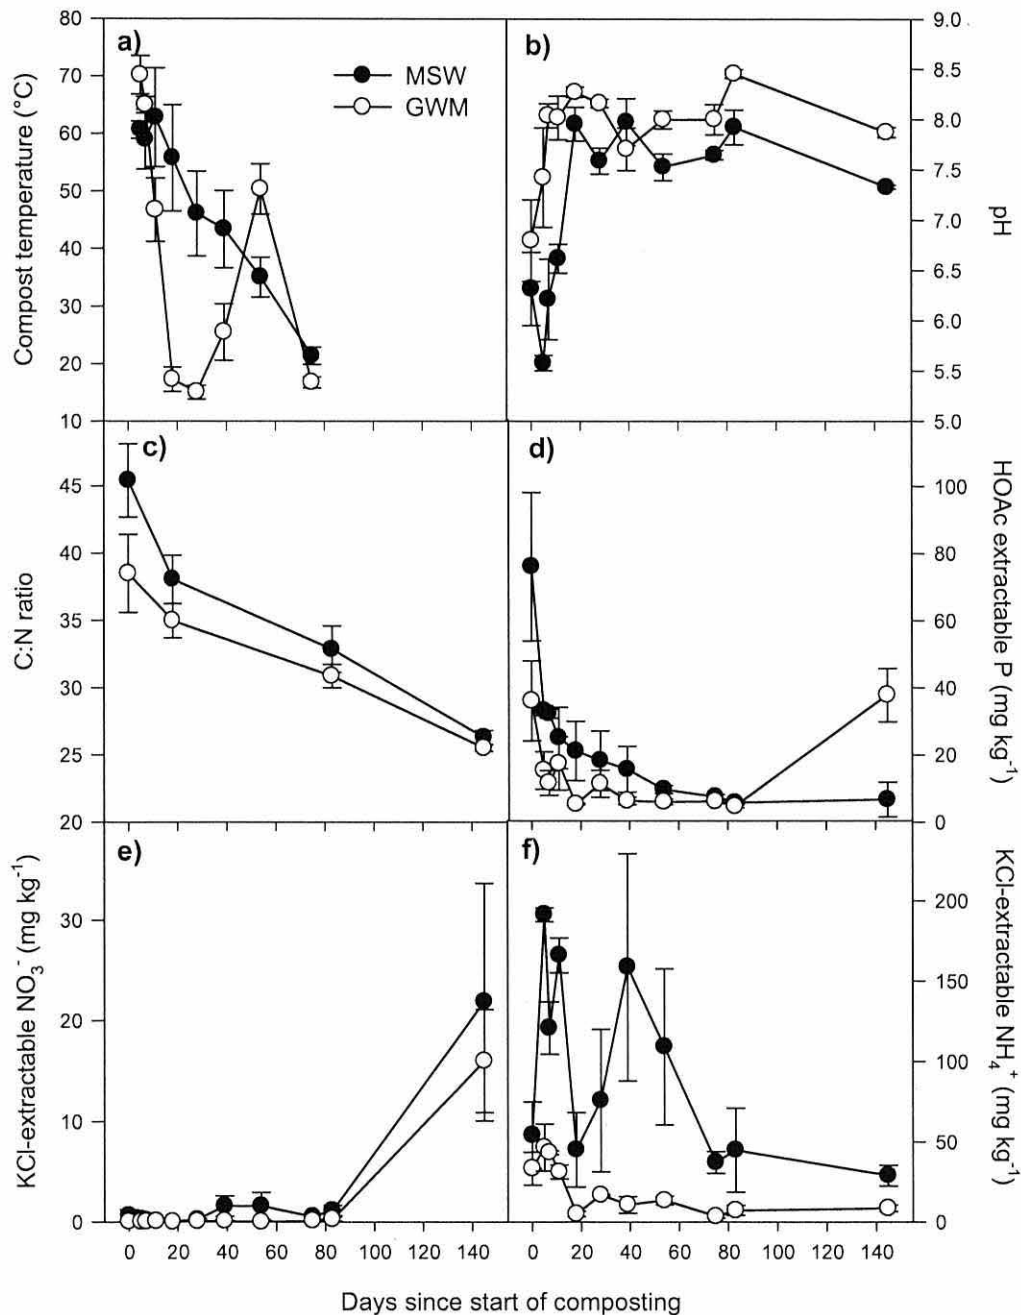 a)
MSW
GWM
80
70
60
50
40
30
20
10
Compost temperature (°C)
b)
9.0
8.5
8.0
7.5
7.0
6.5
6.0
5.5
5.0
pH
c)
45
40
35
30
25
20
C:N ratio
d)
100
80
60
40
20
0
HOAc extractable P (mg kg⁻¹)
e)
30
20
10
0
KCl-extractable NO₃⁻ (mg kg⁻¹)
0 20 40 60 80 100 120 140
f)
200
150
100
50
0
KCl-extractable NH₄⁺ (mg kg⁻¹)
0 20 40 60 80 100 120 140
Days since start of composting